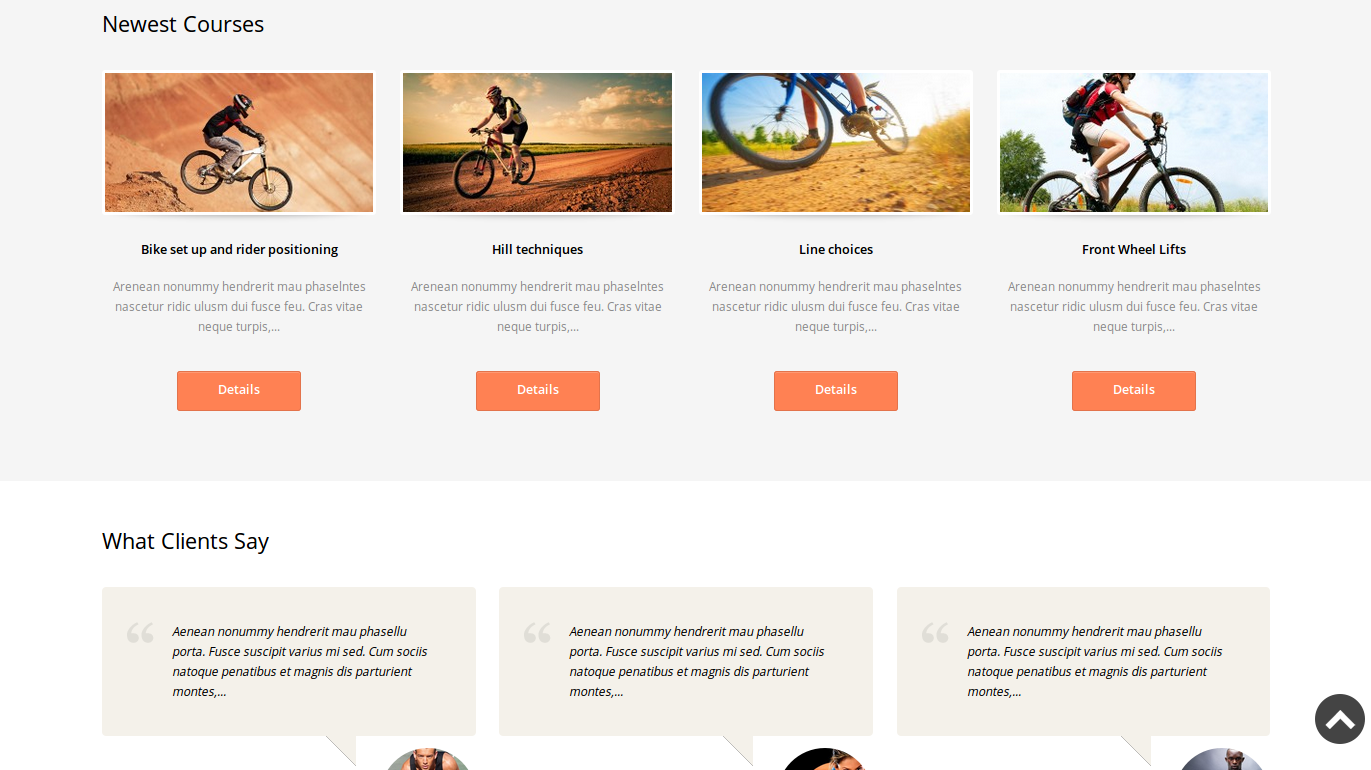 Newest Courses
Bike set up and rider positioning
Arenean nonummy hendrerit mau phaselntes
nascetur ridic ulusm dui fusce feu. Cras vitae
neque turpis,...
Details
Hill techniques
Arenean nonummy hendrerit mau phaselntes
nascetur ridic ulusm dui fusce feu. Cras vitae
neque turpis,...
Details
Line choices
Arenean nonummy hendrerit mau phaselntes
nascetur ridic ulusm dui fusce feu. Cras vitae
neque turpis,...
Details
Front Wheel Lifts
Arenean nonummy hendrerit mau phaselntes
nascetur ridic ulusm dui fusce feu. Cras vitae
neque turpis,...
Details
What Clients Say
“ Aenean nonummy hendrerit mau phasellu
porta. Fusce suscipit varius mi sed. Cum sociis
natoque penatibus et magnis dis parturient
montes,...
“ Aenean nonummy hendrerit mau phasellu
porta. Fusce suscipit varius mi sed. Cum sociis
natoque penatibus et magnis dis parturient
montes,...
“ Aenean nonummy hendrerit mau phasellu
porta. Fusce suscipit varius mi sed. Cum sociis
natoque penatibus et magnis dis parturient
montes,...